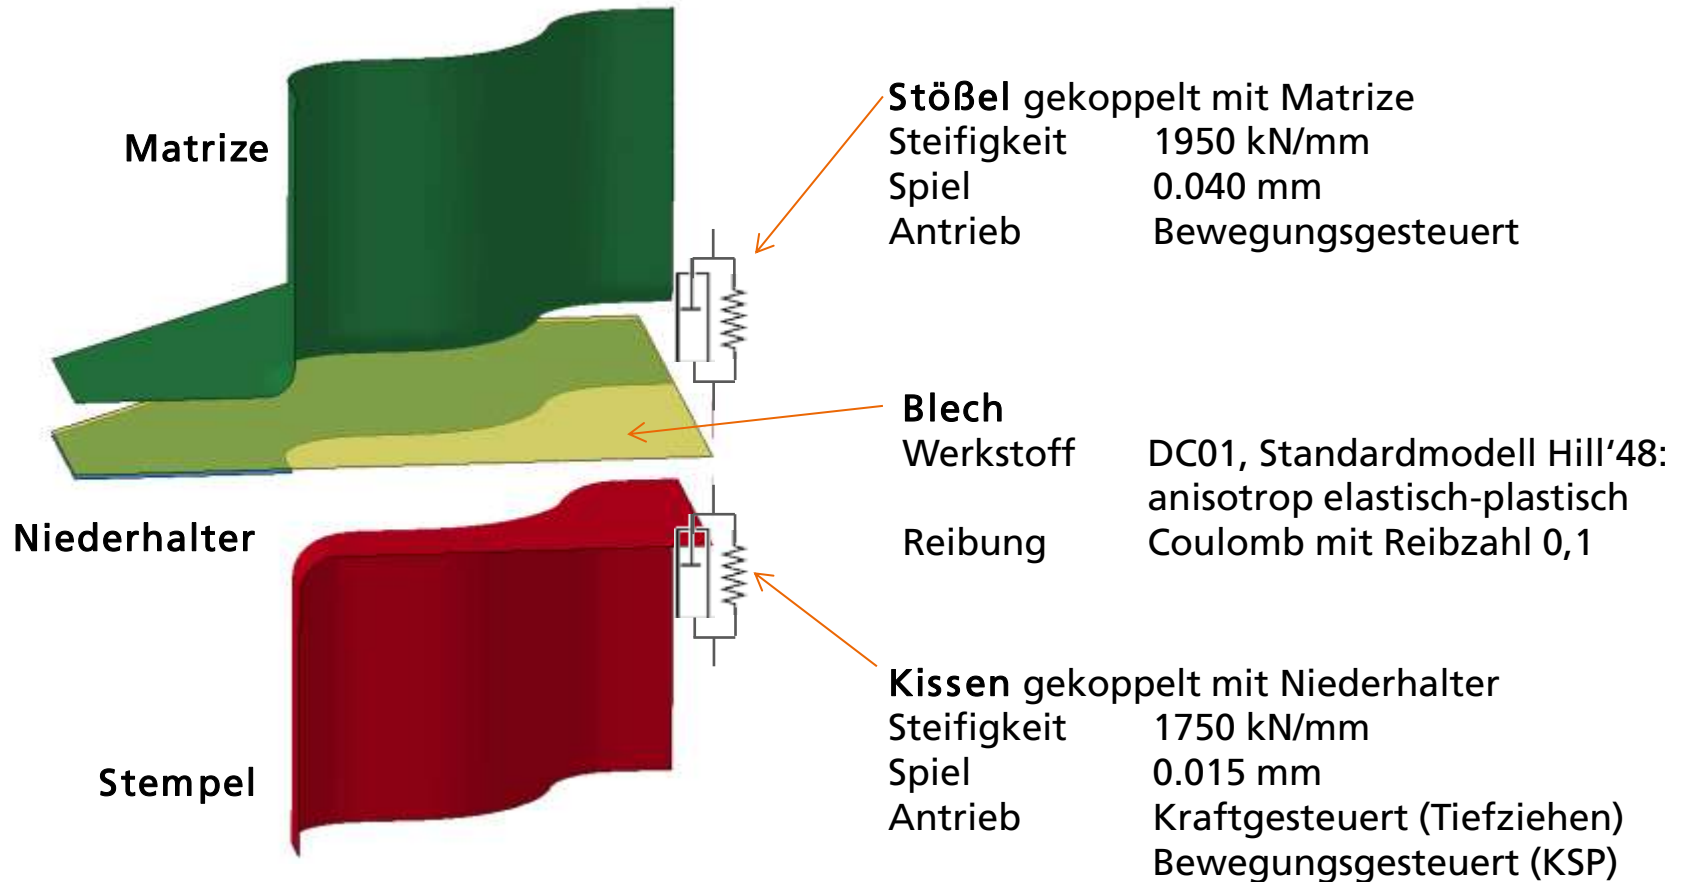 Matrize
Stößel gekoppelt mit Matrize
Steifigkeit 1950 kN/mm
Spiel 0.040 mm
Antrieb Bewegungsgesteuert
Blech
Werkstoff DC01, Standardmodell Hill‘48:
anisotrop elastisch-plastisch
Reibung Coulomb mit Reibzahl 0,1
Niederhalter
Stempel
Kissen gekoppelt mit Niederhalter
Steifigkeit 1750 kN/mm
Spiel 0.015 mm
Antrieb Kraftgesteuert (Tiefziehen)
Bewegungsgesteuert (KSP)